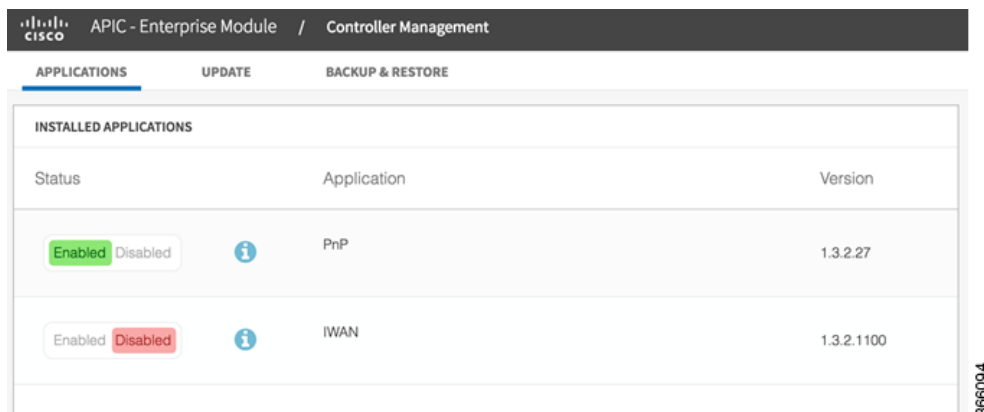 CISCO APIC - Enterprise Module / Controller Management
APPLICATIONS UPDATE BACKUP & RESTORE
INSTALLED APPLICATIONS
Status Application Version
Enabled Disabled PnP 1.3.2.27
Enabled Disabled IWAN 1.3.2.1100
366094